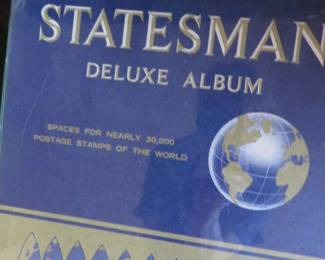 STATESMAN
DELUXE ALBUM
SPACES FOR NEARLY 30,000
POSTAGE STAMPS OF THE WORLD